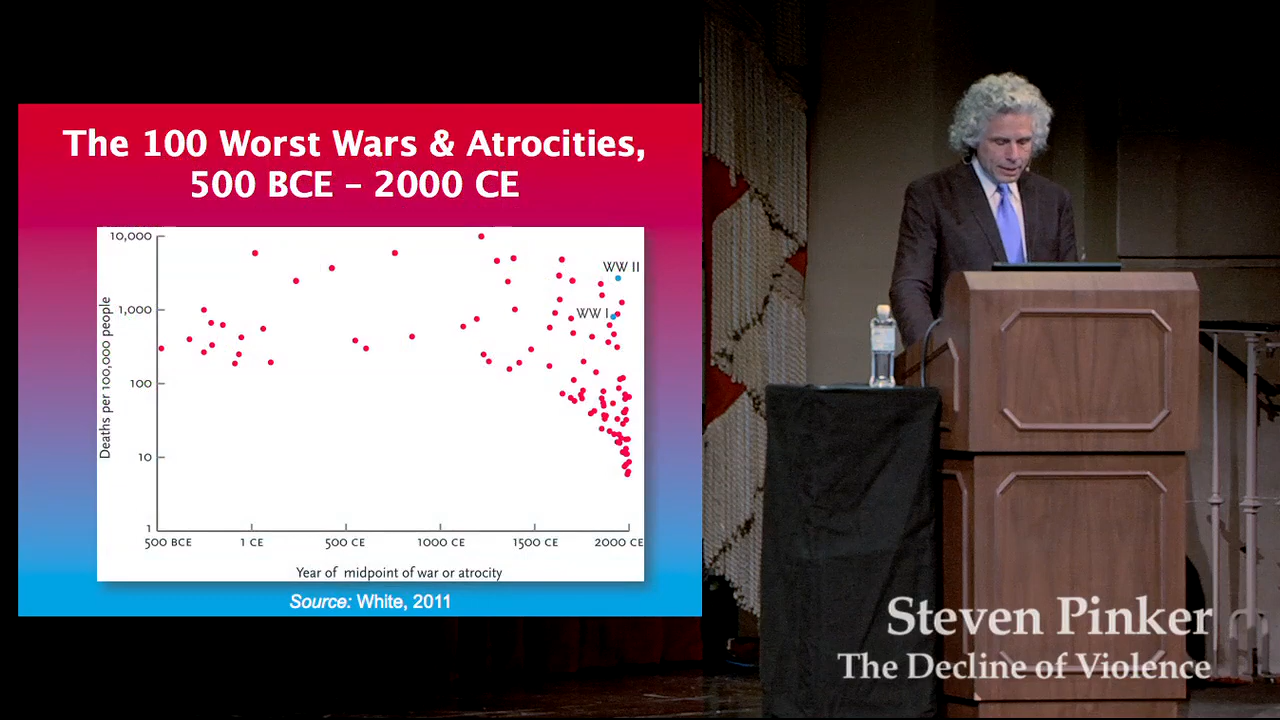 The 100 Worst Wars & Atrocities,
500 BCE – 2000 CE
10,000
1,000
100
10
1
Deaths per 100,000 people
WW II
WW I
500 BCE
1 CE
500 CE
1000 CE
1500 CE
2000 CE
Year of midpoint of war or atrocity
Source: White, 2011
Steven Pinker
The Decline of Violence